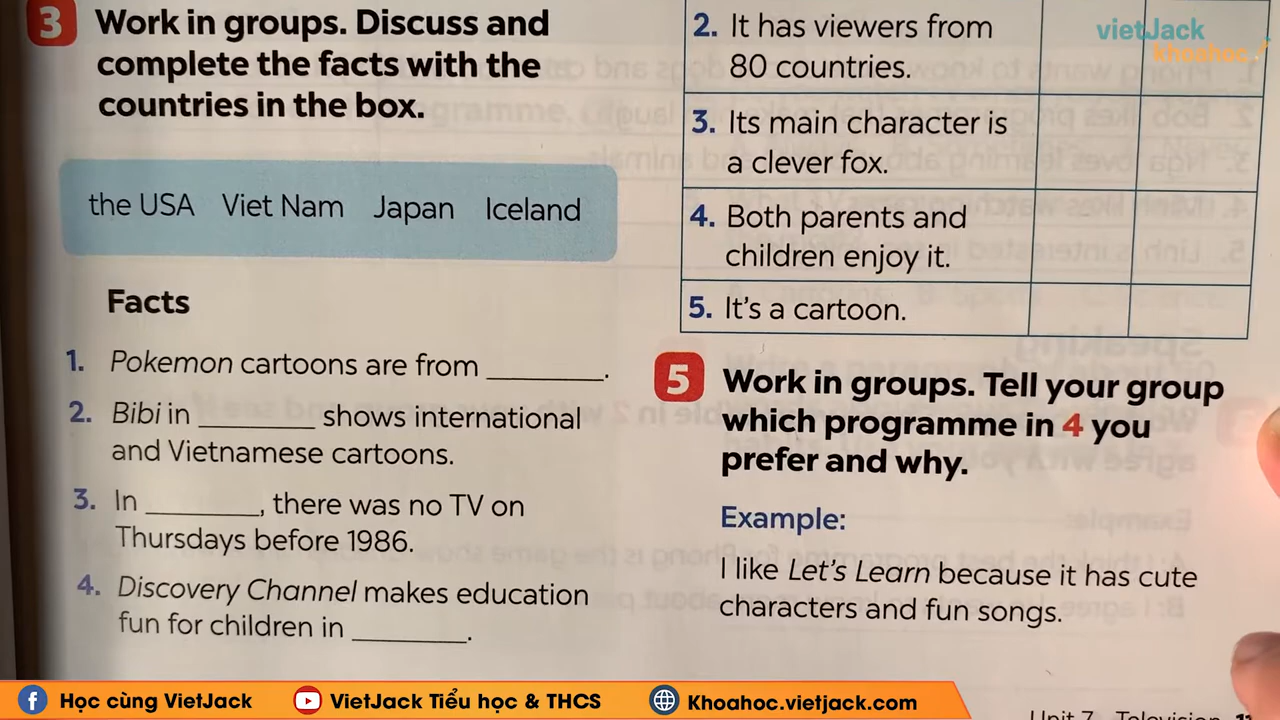 3 Work in groups. Discuss and
complete the facts with the
countries in the box.
the USA Viet Nam Japan Iceland
Facts
1. Pokemon cartoons are from ________.
2. Bibi in ________ shows international
and Vietnamese cartoons.
3. In ________, there was no TV on
Thursdays before 1986.
4. Discovery Channel makes education
fun for children in ________.
2. It has viewers from
80 countries.
3. Its main character is
a clever fox.
4. Both parents and
children enjoy it.
5. It's a cartoon.
5 Work in groups. Tell your group
which programme in 4 you
prefer and why.
Example:
I like Let's Learn because it has cute
characters and fun songs.
Unit 7 Television
vietJack
khoahoc
Học cùng VietJack
VietJack Tiểu học & THCS
Khoahoc.vietjack.com